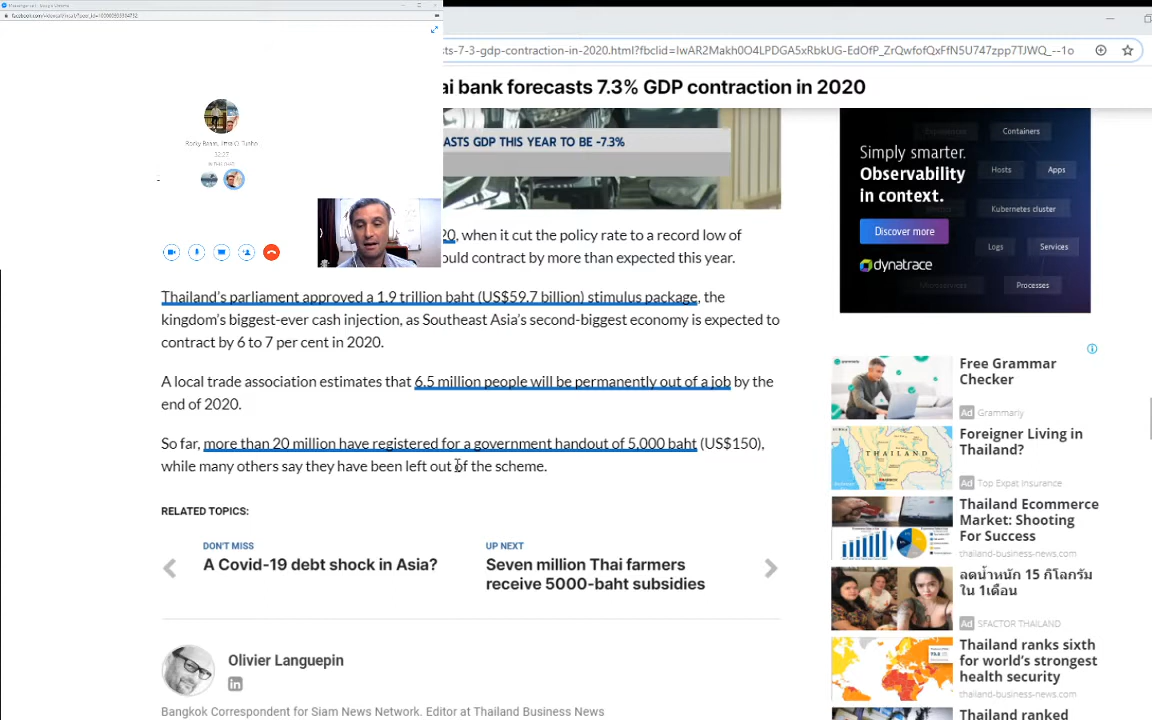 sts-7-3-gdp-contraction-in-2020.html?fbclid=IwAR2Makh0O4LPDGA5xRbkUG-EdOfP_ZrQwfofQxFfN5U747zpp7TJWQ_--1o
ai bank forecasts 7.3% GDP contraction in 2020
ASTS GDP THIS YEAR TO BE -7.3%
20, when it cut the policy rate to a record low of
ould contract by more than expected this year.
Thailand's parliament approved a 1.9 trillion baht (US$59.7 billion) stimulus package, the
kingdom's biggest-ever cash injection, as Southeast Asia's second-biggest economy is expected to
contract by 6 to 7 per cent in 2020.
A local trade association estimates that 6.5 million people will be permanently out of a job by the
end of 2020.
So far, more than 20 million have registered for a government handout of 5,000 baht (US$150),
while many others say they have been left out of the scheme.
RELATED TOPICS:
DON'T MISS
A Covid-19 debt shock in Asia?
UP NEXT
Seven million Thai farmers
receive 5000-baht subsidies
Olivier Languepin
Bangkok Correspondent for Siam News Network. Editor at Thailand Business News
Simply smarter.
Observability
in context.
Discover more
dynatrace
Dependencies
Containers
Hosts
Apps
Kubernetes cluster
Logs
Services
Microservices
Processes
Free Grammar
Checker
Ad Grammarly
THAILAND
Foreigner Living in
Thailand?
Ad Top Expat Insurance
Thailand Ecommerce
Market: Shooting
For Success
thailand-business-news.com
ลดน้ำหนัก 15 กิโลกรัม
ใน 1เดือน
Ad SFACTOR THAILAND
Thailand ranks sixth
for world's strongest
health security
thailand-business-news.com
Thailand ranked